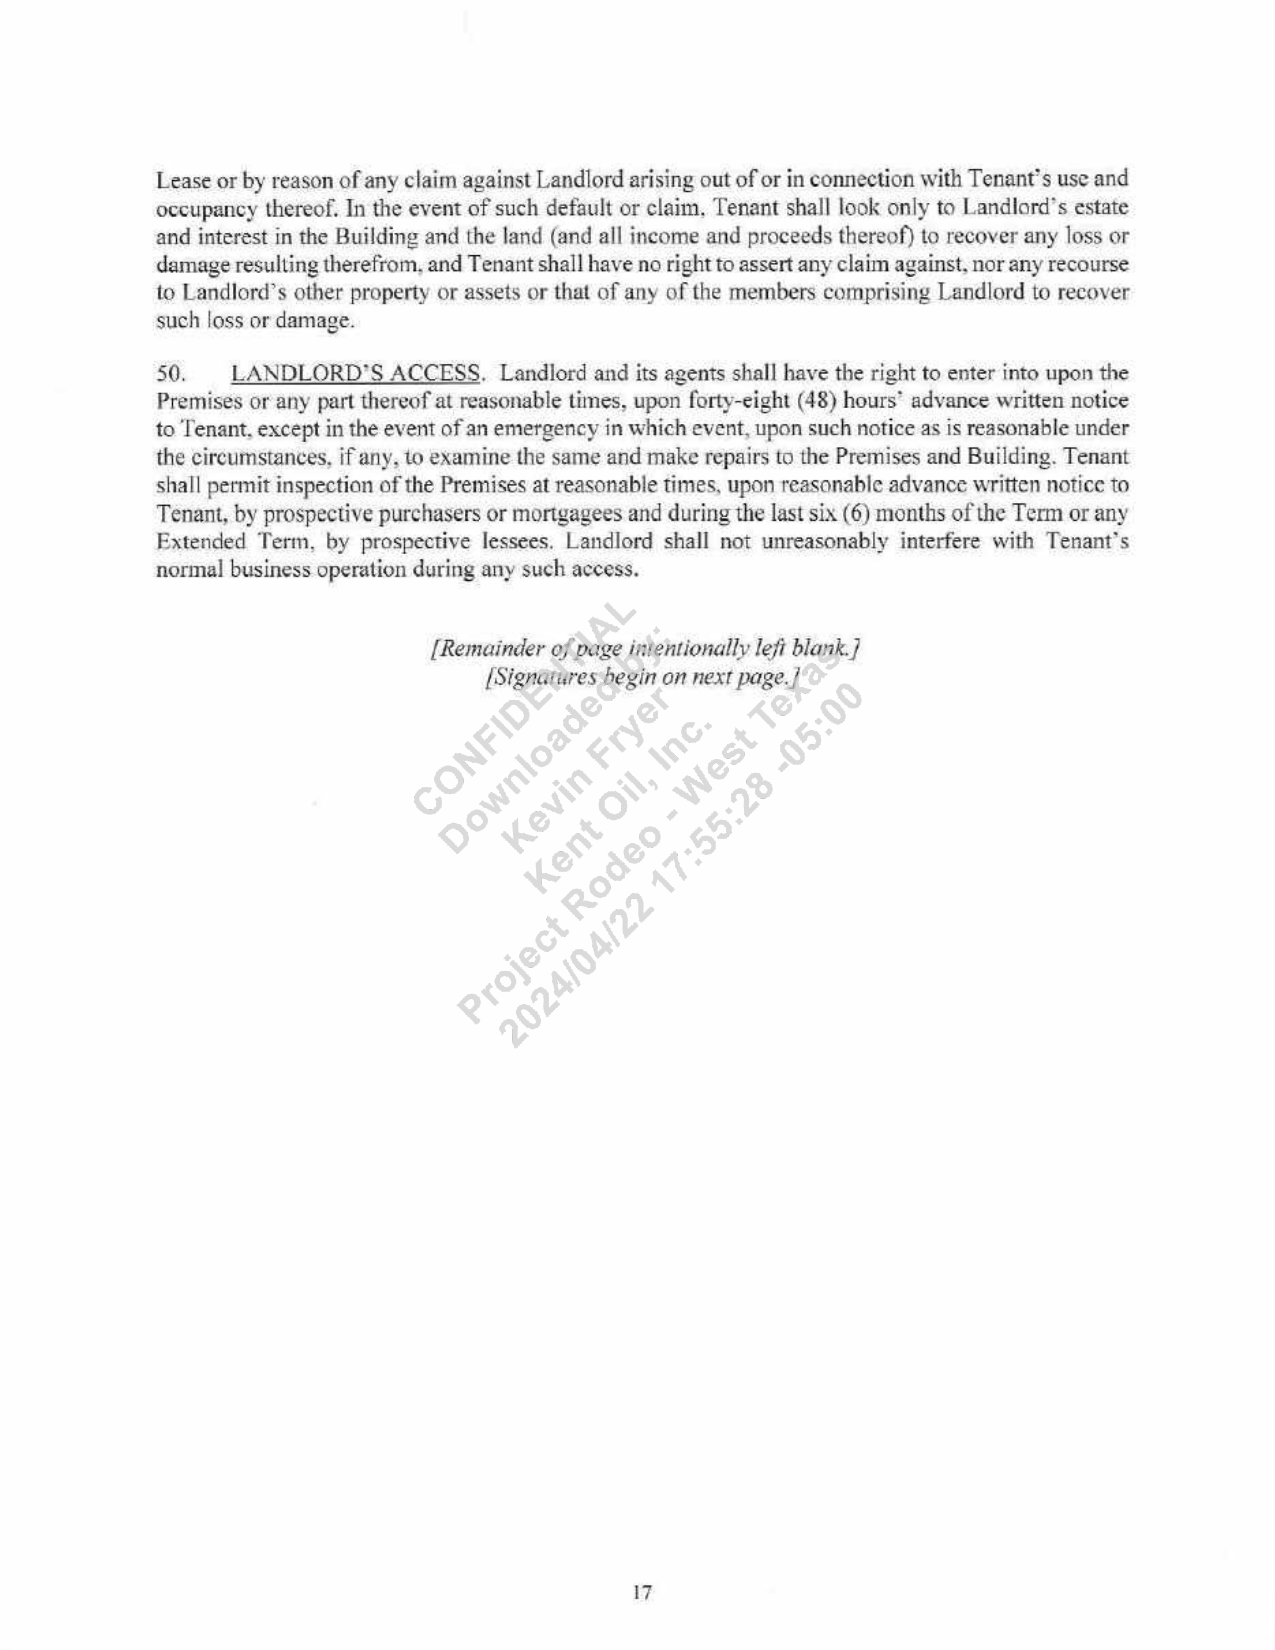 Lease or by reason of any claim against Landlord arising out of or in connection with Tenant's use and
occupancy thereof. In the event of such default or claim, Tenant shall look only to Landlord's estate
and interest in the Building and the land (and all income and proceeds thereof) to recover any loss or
damage resulting therefrom, and Tenant shall have no right to assert any claim against, nor any recourse
to Landlord's other property or assets or that of any of the members comprising Landlord to recover
such loss or damage.
50. LANDLORD'S ACCESS. Landlord and its agents shall have the right to enter into upon the
Premises or any part thereof at reasonable times, upon forty-eight (48) hours' advance written notice
to Tenant, except in the event of an emergency in which event, upon such notice as is reasonable under
the circumstances, if any, to examine the same and make repairs to the Premises and Building. Tenant
shall permit inspection of the Premises at reasonable times, upon reasonable advance written notice to
Tenant, by prospective purchasers or mortgagees and during the last six (6) months of the Term or any
Extended Term, by prospective lessees. Landlord shall not unreasonably interfere with Tenant's
normal business operation during any such access.
[Remainder of page intentionally left blank.]
[Signatures begin on next page.]
CONFIDENTIAL
Downloaded by:
Kevin Fryer
Kent Oil, Inc.
Project Rodeo - West Texas
2024/04/22 17:55:28 -05:00
17